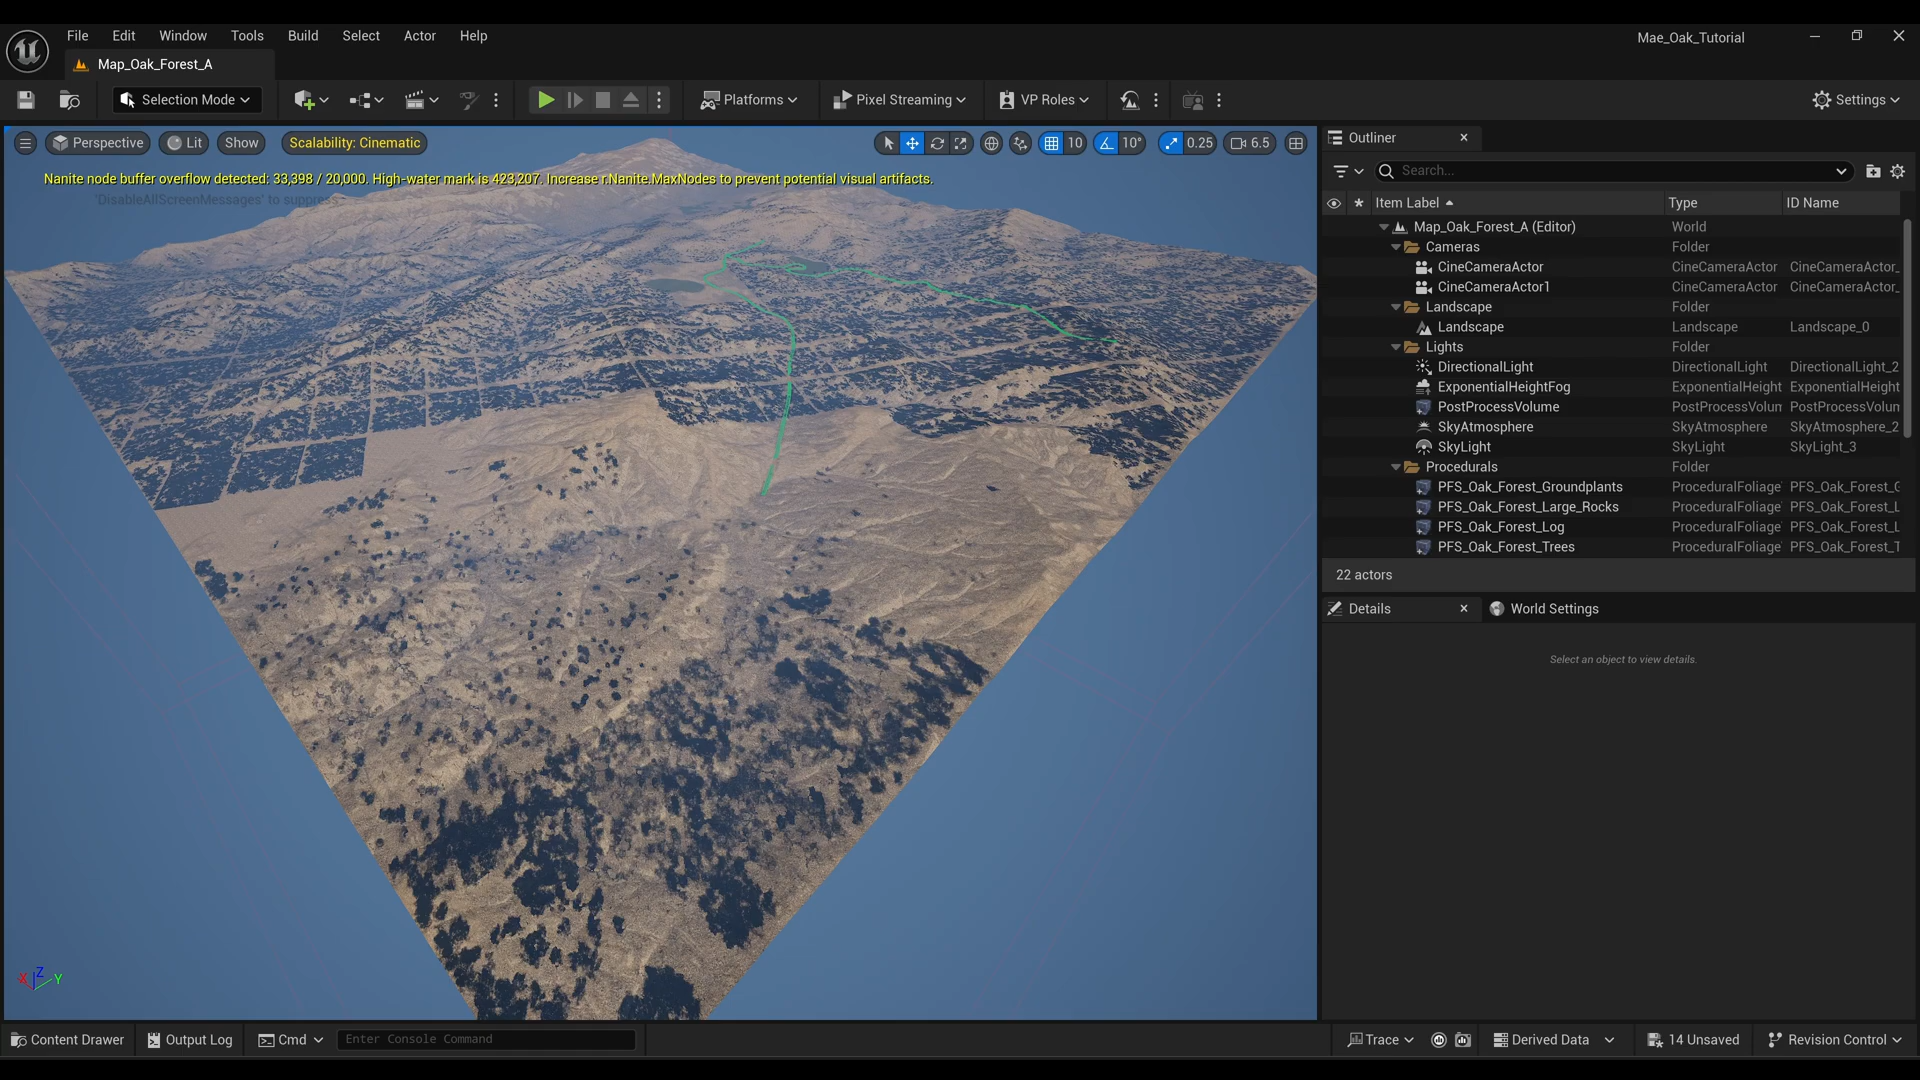 File Edit Window Tools Build Select Actor Help
Mae_Oak_Tutorial
Map_Oak_Forest_A
Selection Mode
Platforms
Pixel Streaming
VP Roles
Settings
Perspective
Lit
Show
Scalability: Cinematic
10
10°
0.25
6.5
Nanite node buffer overflow detected: 33,398 / 20,000. High-water mark is 423,207. Increase r.Nanite.MaxNodes to prevent potential visual artifacts.
'DisableAllScreenMessages' to suppress
X Z Y
Outliner
Search...
Item Label Type ID Name
Map_Oak_Forest_A (Editor) World
Cameras Folder
CineCameraActor CineCameraActor CineCameraActor_
CineCameraActor1 CineCameraActor CineCameraActor_
Landscape Folder
Landscape Landscape Landscape_0
Lights Folder
DirectionalLight DirectionalLight DirectionalLight_2
ExponentialHeightFog ExponentialHeight ExponentialHeight
PostProcessVolume PostProcessVolum PostProcessVolum
SkyAtmosphere SkyAtmosphere SkyAtmosphere_2
SkyLight SkyLight SkyLight_3
Procedurals Folder
PFS_Oak_Forest_Groundplants ProceduralFoliage PFS_Oak_Forest_G
PFS_Oak_Forest_Large_Rocks ProceduralFoliage PFS_Oak_Forest_L
PFS_Oak_Forest_Log ProceduralFoliage PFS_Oak_Forest_L
PFS_Oak_Forest_Trees ProceduralFoliage PFS_Oak_Forest_T
22 actors
Details
World Settings
Select an object to view details.
Content Drawer
Output Log
Cmd
Enter Console Command
Trace
Derived Data
14 Unsaved
Revision Control